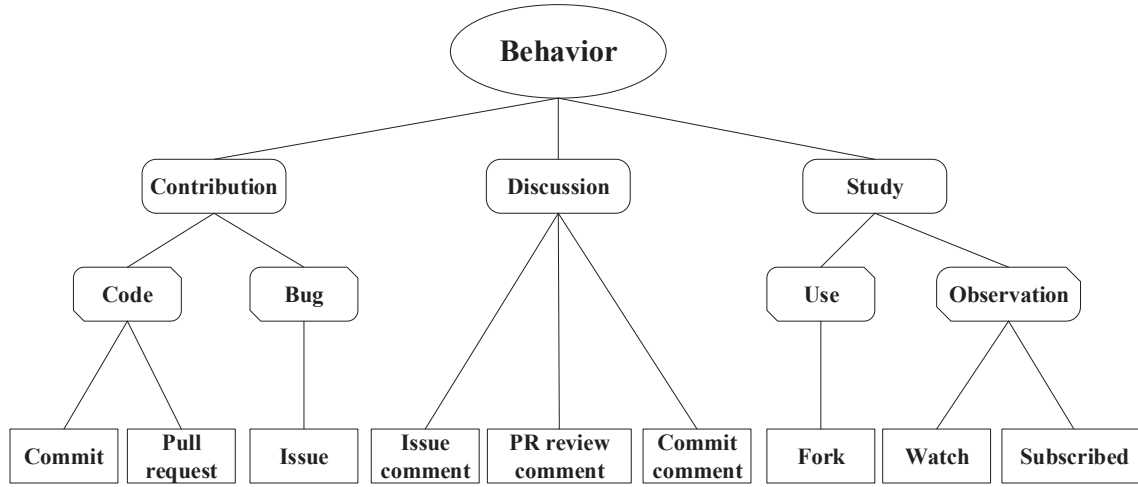 Behavior
Contribution
Discussion
Study
Code
Bug
Use
Observation
Commit
Pull
request
Issue
Issue
comment
PR review
comment
Commit
comment
Fork
Watch
Subscribed